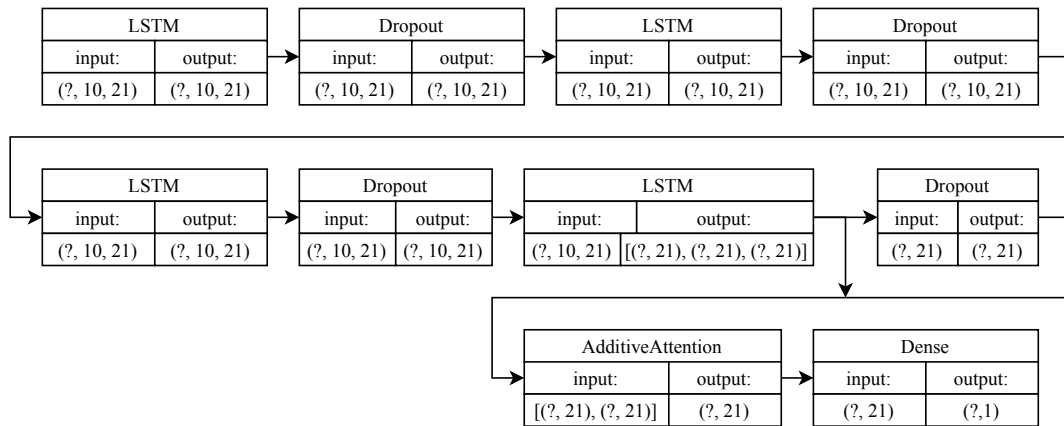 LSTM Dropout LSTM Dropout
input: output: input: output: input: output: input: output:
(?, 10, 21) (?, 10, 21) (?, 10, 21) (?, 10, 21) (?, 10, 21) (?, 10, 21) (?, 10, 21) (?, 10, 21)
LSTM Dropout LSTM Dropout
input: output: input: output: input: output: input: output:
(?, 10, 21) (?, 10, 21) (?, 10, 21) (?, 10, 21) (?, 10, 21) [(?, 21), (?, 21), (?, 21)] (?, 21) (?, 21)
AdditiveAttention Dense
input: output: input: output:
[(?, 21), (?, 21)] (?, 21) (?, 21) (?,1)